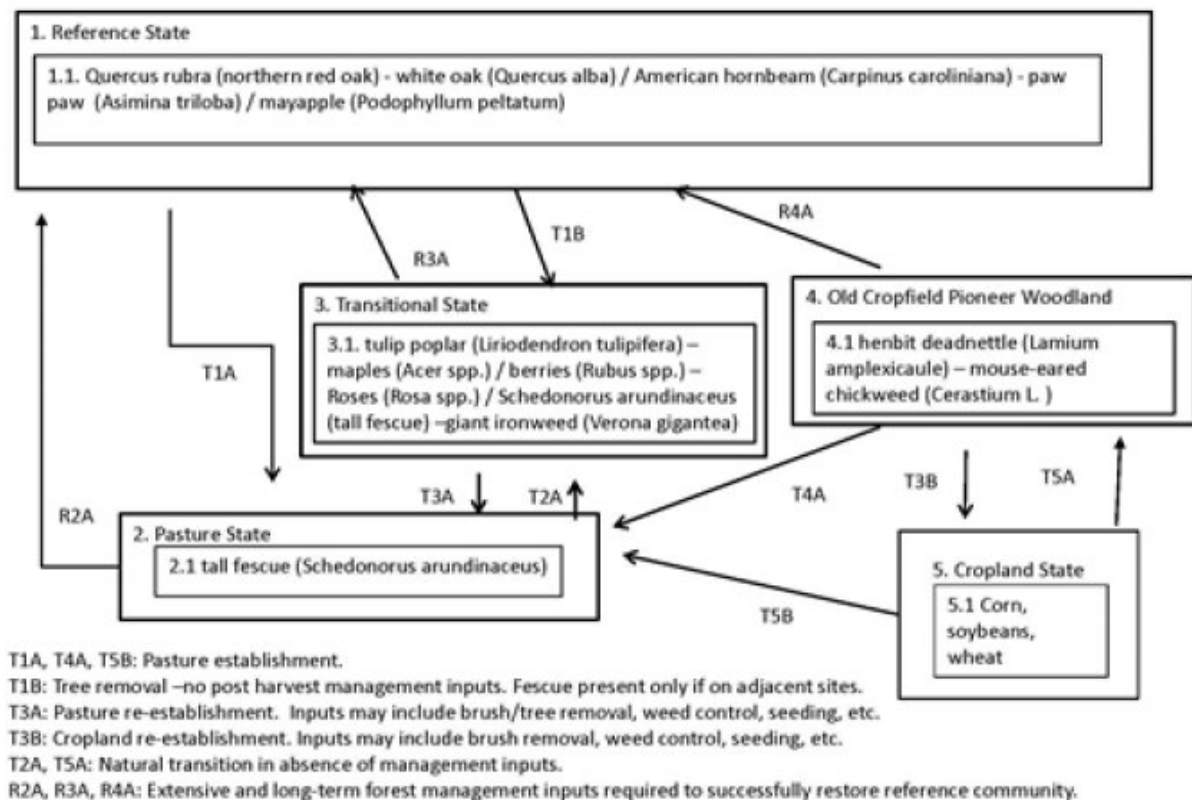 1. Reference State
1.1. Quercus rubra (northern red oak) - white oak (Quercus alba) / American hornbeam (Carpinus caroliniana) - paw
paw (Asimina triloba) / mayapple (Podophyllum peltatum)
R4A
T1B
R3A
3. Transitional State
3.1. tulip poplar (Liriodendron tulipifera) –
maples (Acer spp.) / berries (Rubus spp.) –
Roses (Rosa spp.) / Schedonorus arundinaceus
(tall fescue) –giant ironweed (Verona gigantea)
4. Old Cropfield Pioneer Woodland
4.1 henbit deadnettle (Lamium
amplexicaule) – mouse-eared
chickweed (Cerastium L. )
T1A
R2A
T3A
T2A
T4A
T3B
T5A
2. Pasture State
2.1 tall fescue (Schedonorus arundinaceus)
T5B
5. Cropland State
5.1 Corn,
soybeans,
wheat
T1A, T4A, T5B: Pasture establishment.
T1B: Tree removal –no post harvest management inputs. Fescue present only if on adjacent sites.
T3A: Pasture re-establishment. Inputs may include brush/tree removal, weed control, seeding, etc.
T3B: Cropland re-establishment. Inputs may include brush removal, weed control, seeding, etc.
T2A, T5A: Natural transition in absence of management inputs.
R2A, R3A, R4A: Extensive and long-term forest management inputs required to successfully restore reference community.